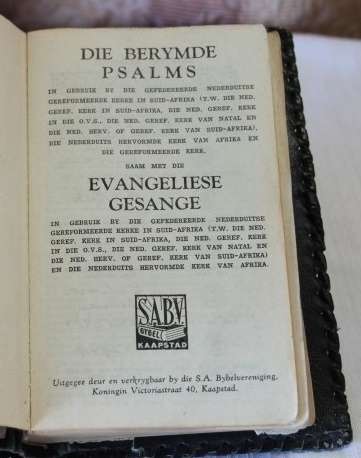 DIE BERYMDE
PSALMS
IN GEBRUIK BY DIE GEFEDEREERDE NEDERDUITSE
GEREFORMEERDE KERKE IN SUID-AFRIKA (T.W. DIE NED.
GEREF. KERK IN SUID-AFRIKA, DIE NED. GEREF. KERK
IN DIE O.V.S., DIE NED. GEREF. KERK VAN NATAL EN
DIE NED. HERV. OF GEREF. KERK VAN SUID-AFRIKA),
DIE NEDERDUITS HERVORMDE KERK VAN AFRIKA EN
DIE GEREFORMEERDE KERK.
SAAM MET DIE
EVANGELIESE
GESANGE
IN GEBRUIK BY DIE GEFEDEREERDE NEDERDUITSE
GEREFORMEERDE KERKE IN SUID-AFRIKA (T.W. DIE NED.
GEREF. KERK IN SUID-AFRIKA, DIE NED. GEREF. KERK
IN DIE O.V.S., DIE NED. GEREF. KERK VAN NATAL EN
DIE NED. HERV. OF GEREF. KERK VAN SUID-AFRIKA)
EN DIE NEDERDUITS HERVORMDE KERK VAN AFRIKA.
S.A.B.V.
BYBEL
KAAPSTAD
Uitgegee deur en verkrygbaar by die S.A. Bybelvereniging,
Koningin Victoriastraat 40, Kaapstad.